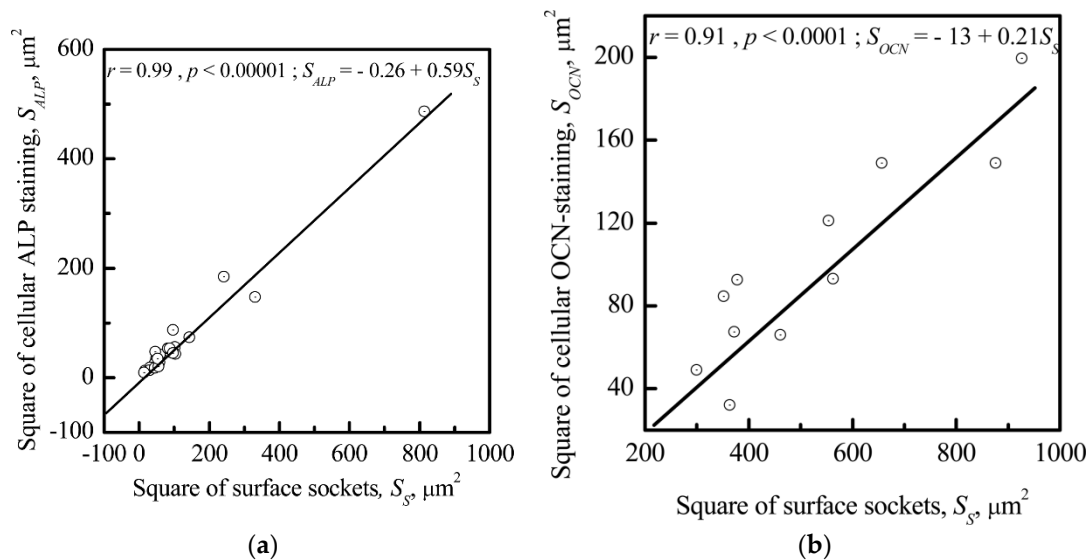 600
400
200
0
-100
r = 0.99 , p < 0.00001 ; S_ALP = - 0.26 + 0.59S_S
Square of cellular ALP staining, S_ALP, μm²
-100 0 200 400 600 800 1000
Square of surface sockets, S_S, μm²
(a)
200
160
120
80
40
r = 0.91 , p < 0.0001 ; S_OCN = - 13 + 0.21S_S
Square of cellular OCN-staining, S_OCN, μm²
200 400 600 800 1000
Square of surface sockets, S_S, μm²
(b)